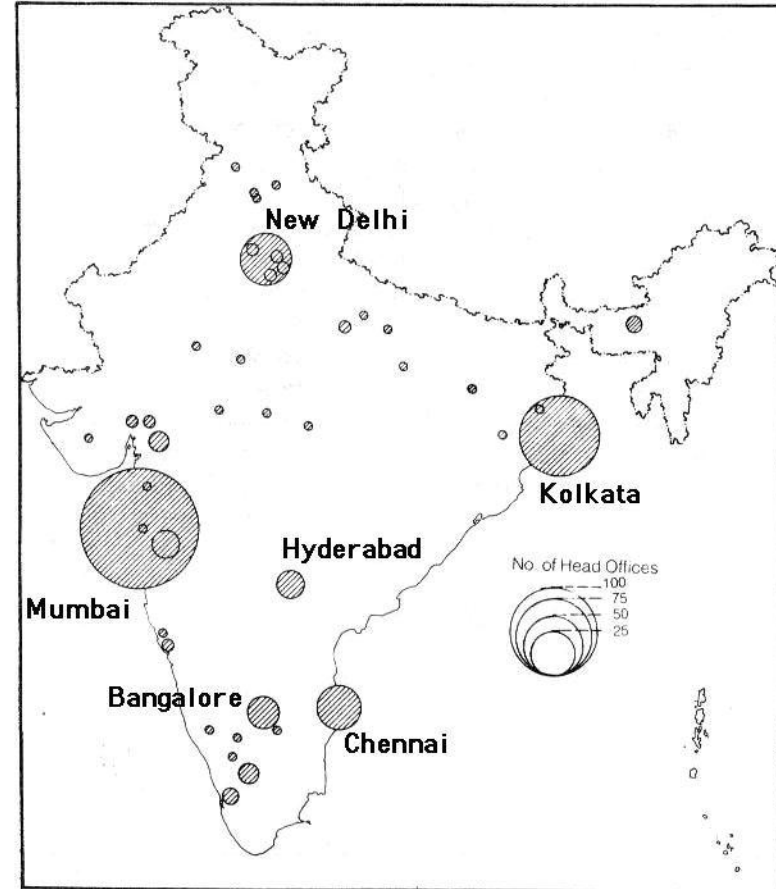 New Delhi
Kolkata
Hyderabad
No. of Head Offices
100
75
50
25
Mumbai
Bangalore
Chennai